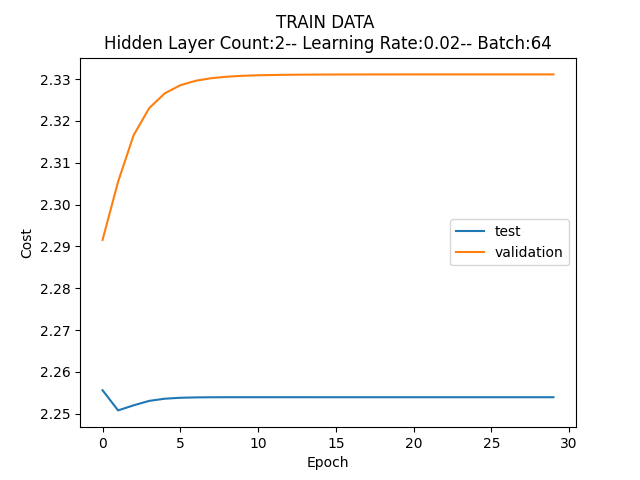 TRAIN DATA
Hidden Layer Count:2-- Learning Rate:0.02-- Batch:64
2.33
2.32
2.31
2.30
2.29
2.28
2.27
2.26
2.25
Cost
test
validation
0 5 10 15 20 25 30
Epoch